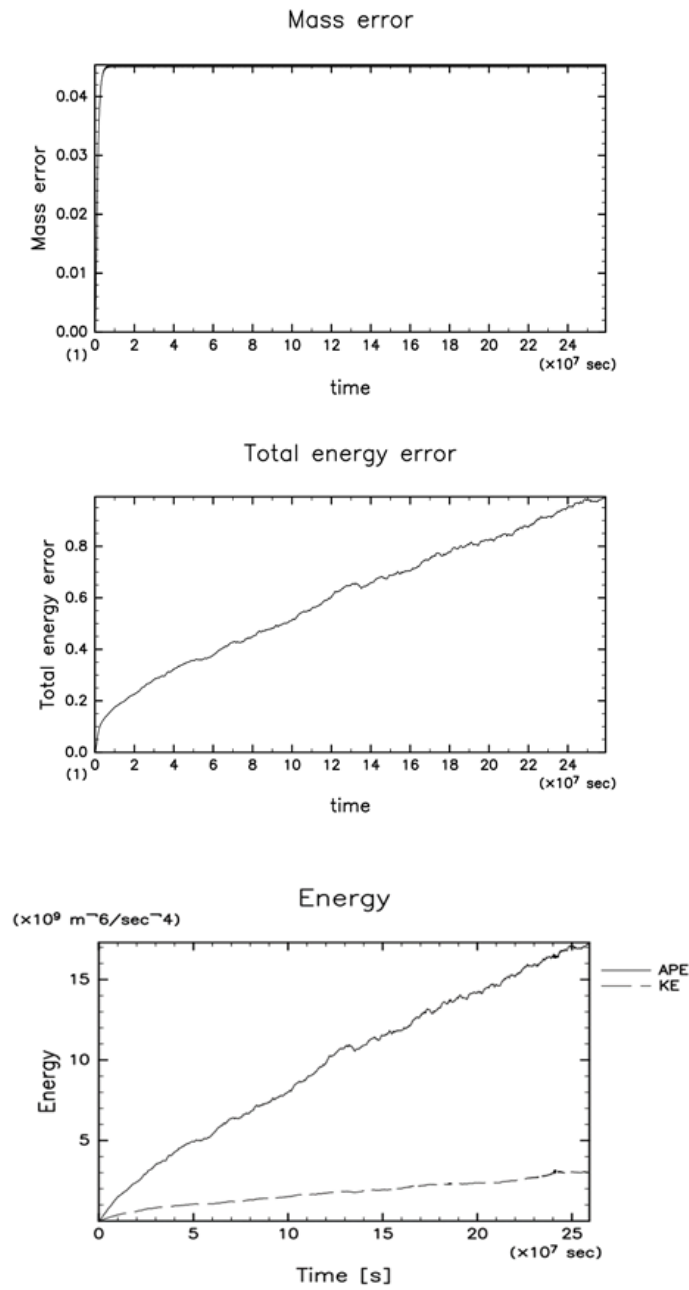 Mass error
0.04
0.03
0.02
0.01
0.00
Mass error
0 2 4 6 8 10 12 14 16 18 20 22 24
(1)
(×10⁷ sec)
time
Total energy error
0.8
0.6
0.4
0.2
0.0
Total energy error
0 2 4 6 8 10 12 14 16 18 20 22 24
(1)
(×10⁷ sec)
time
Energy
(×10⁹ m¬6/sec¬4)
15
10
5
Energy
APE
KE
0 5 10 15 20 25
(×10⁷ sec)
Time [s]